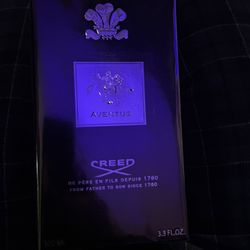 AVENTUS
CREED
DE PÈRE EN FILS DEPUIS 1760
FROM FATHER TO SON SINCE 1760
3.3 FL.OZ.